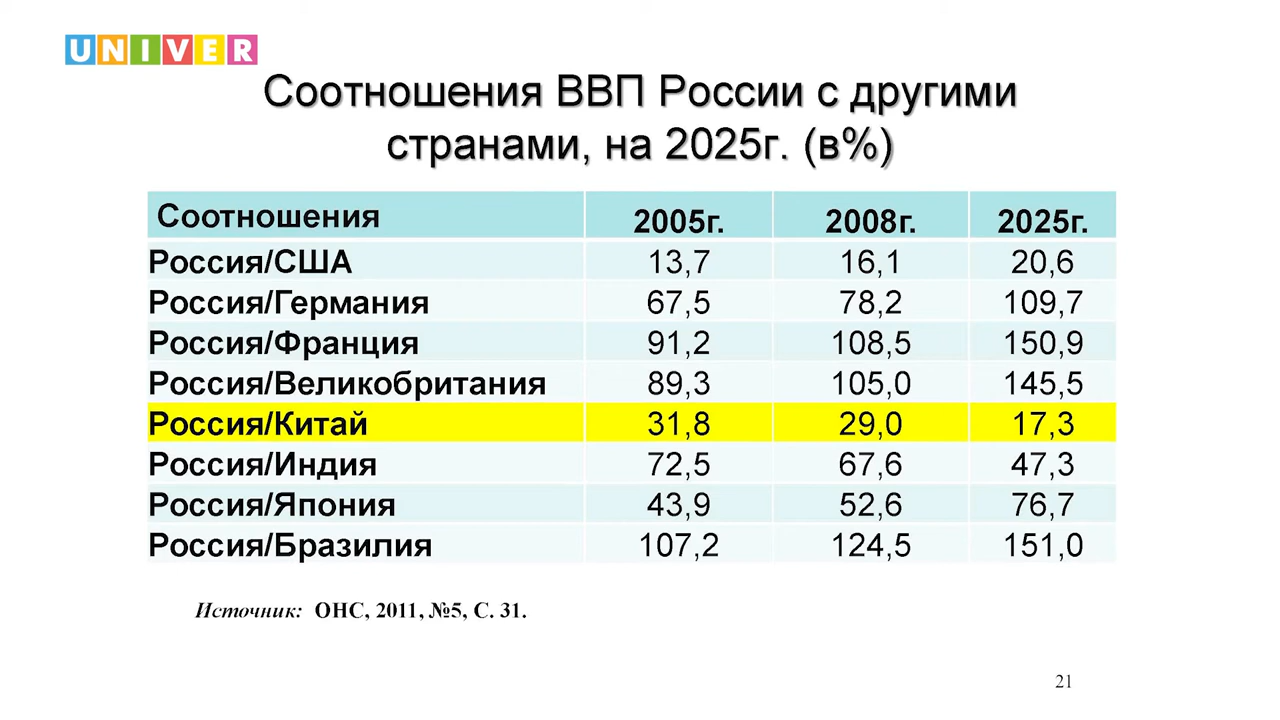 UNIVER
Соотношения ВВП России с другими
странами, на 2025г. (в%)
Соотношения 2005г. 2008г. 2025г.
Россия/США 13,7 16,1 20,6
Россия/Германия 67,5 78,2 109,7
Россия/Франция 91,2 108,5 150,9
Россия/Великобритания 89,3 105,0 145,5
Россия/Китай 31,8 29,0 17,3
Россия/Индия 72,5 67,6 47,3
Россия/Япония 43,9 52,6 76,7
Россия/Бразилия 107,2 124,5 151,0
Источник: ОНС, 2011, №5, С. 31.
21